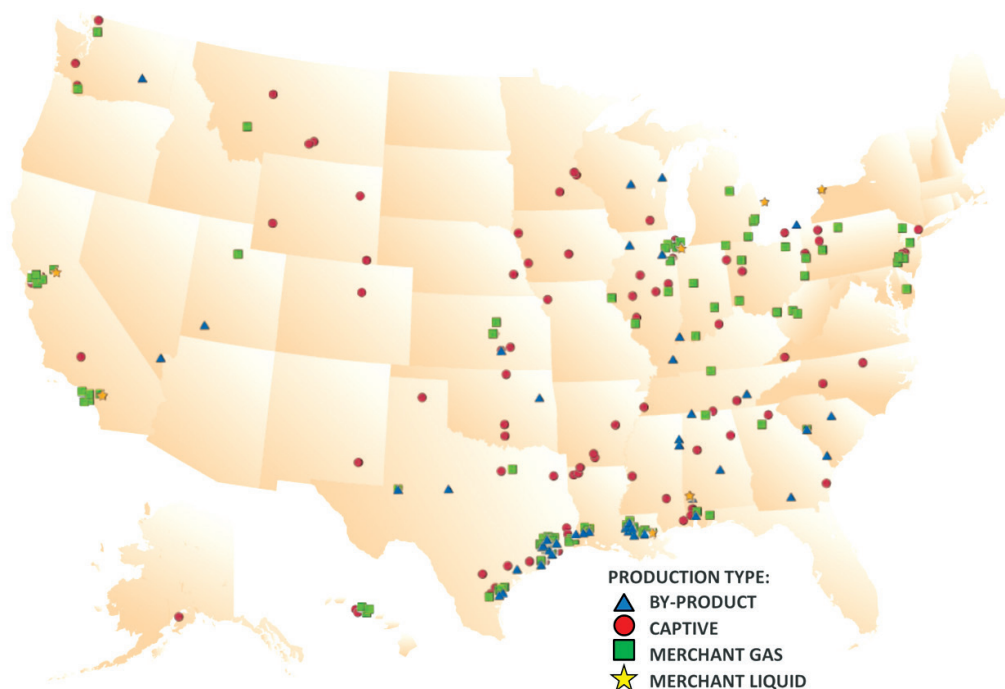 PRODUCTION TYPE:
BY-PRODUCT
CAPTIVE
MERCHANT GAS
MERCHANT LIQUID